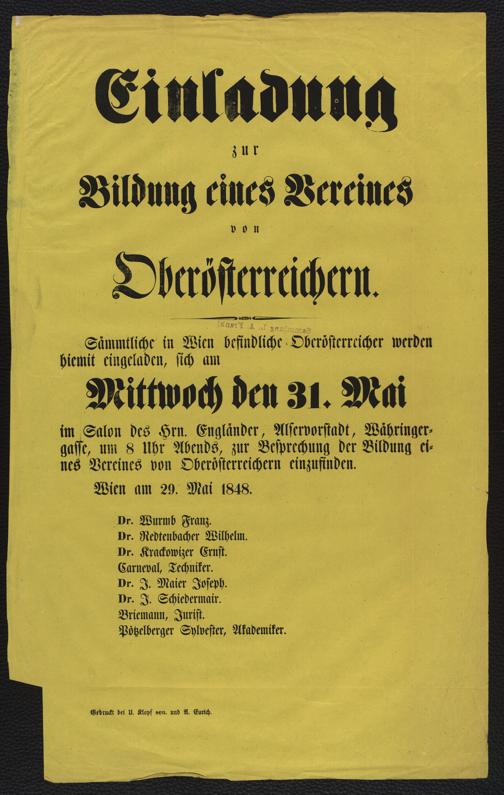 Einladung
zur
Bildung eines Vereines
von
Oberösterreichern.
Sämmtliche in Wien befindliche Oberösterreicher werden
hiemit eingeladen, sich am
Mittwoch den 31. Mai
im Salon des Hrn. Engländer, Alservorstadt, Währinger-
gasse, um 8 Uhr Abends, zur Besprechung der Bildung ei-
nes Vereines von Oberösterreichern einzufinden.
Wien am 29. Mai 1848.
Dr. Wurmb Franz.
Dr. Redtenbacher Wilhelm.
Dr. Krackowizer Ernst.
Carneval, Techniker.
Dr. J. Maier Joseph.
Dr. J. Schiedermair.
Briemann, Jurist.
Pötzelberger Sylvester, Akademiker.
Gedruckt bei U. Klopf sen. und A. Eurich.